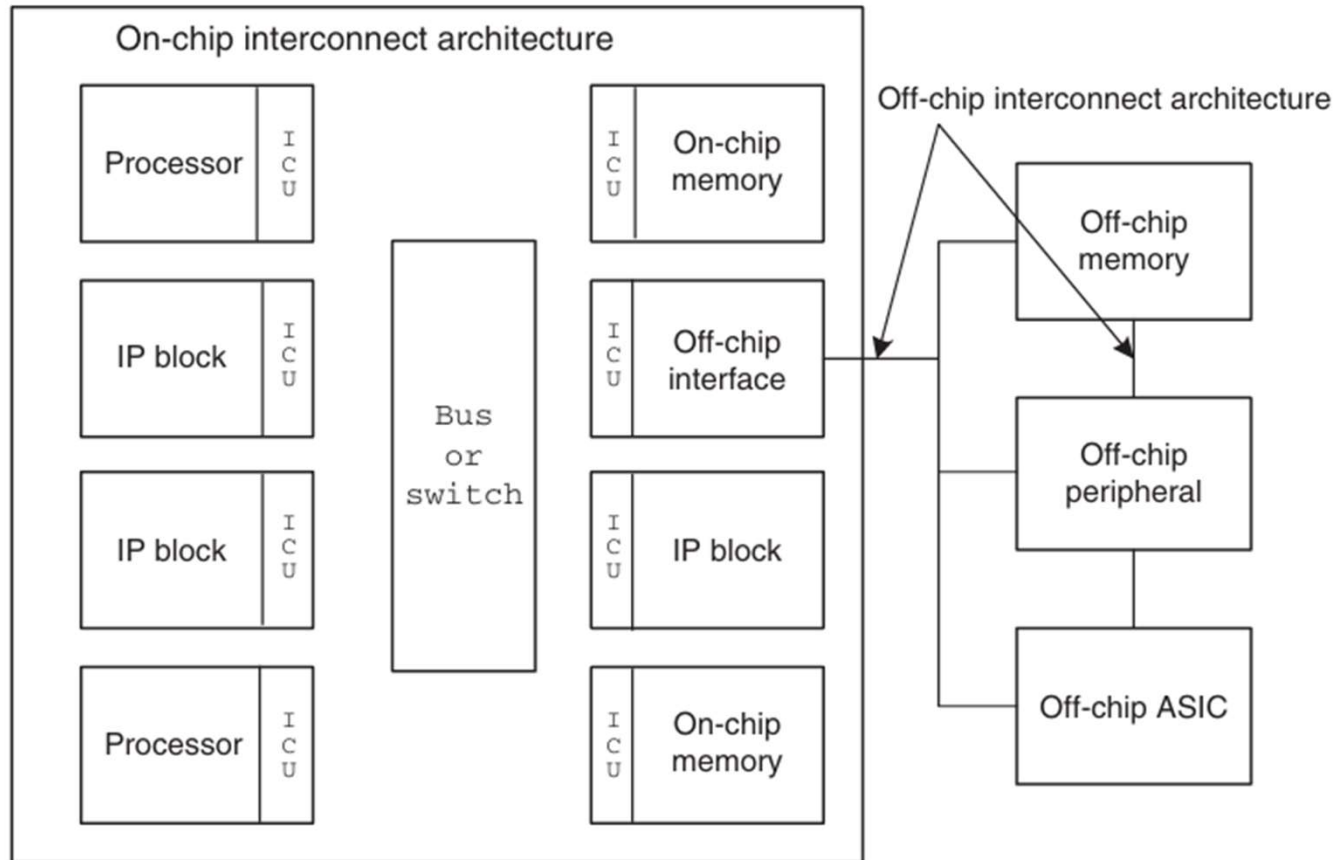 On-chip interconnect architecture
Off-chip interconnect architecture
Processor
I
C
U
I
C
U
On-chip
memory
Off-chip
memory
IP block
I
C
U
I
C
U
Off-chip
interface
Bus
or
switch
Off-chip
peripheral
IP block
I
C
U
I
C
U
IP block
Off-chip ASIC
Processor
I
C
U
I
C
U
On-chip
memory